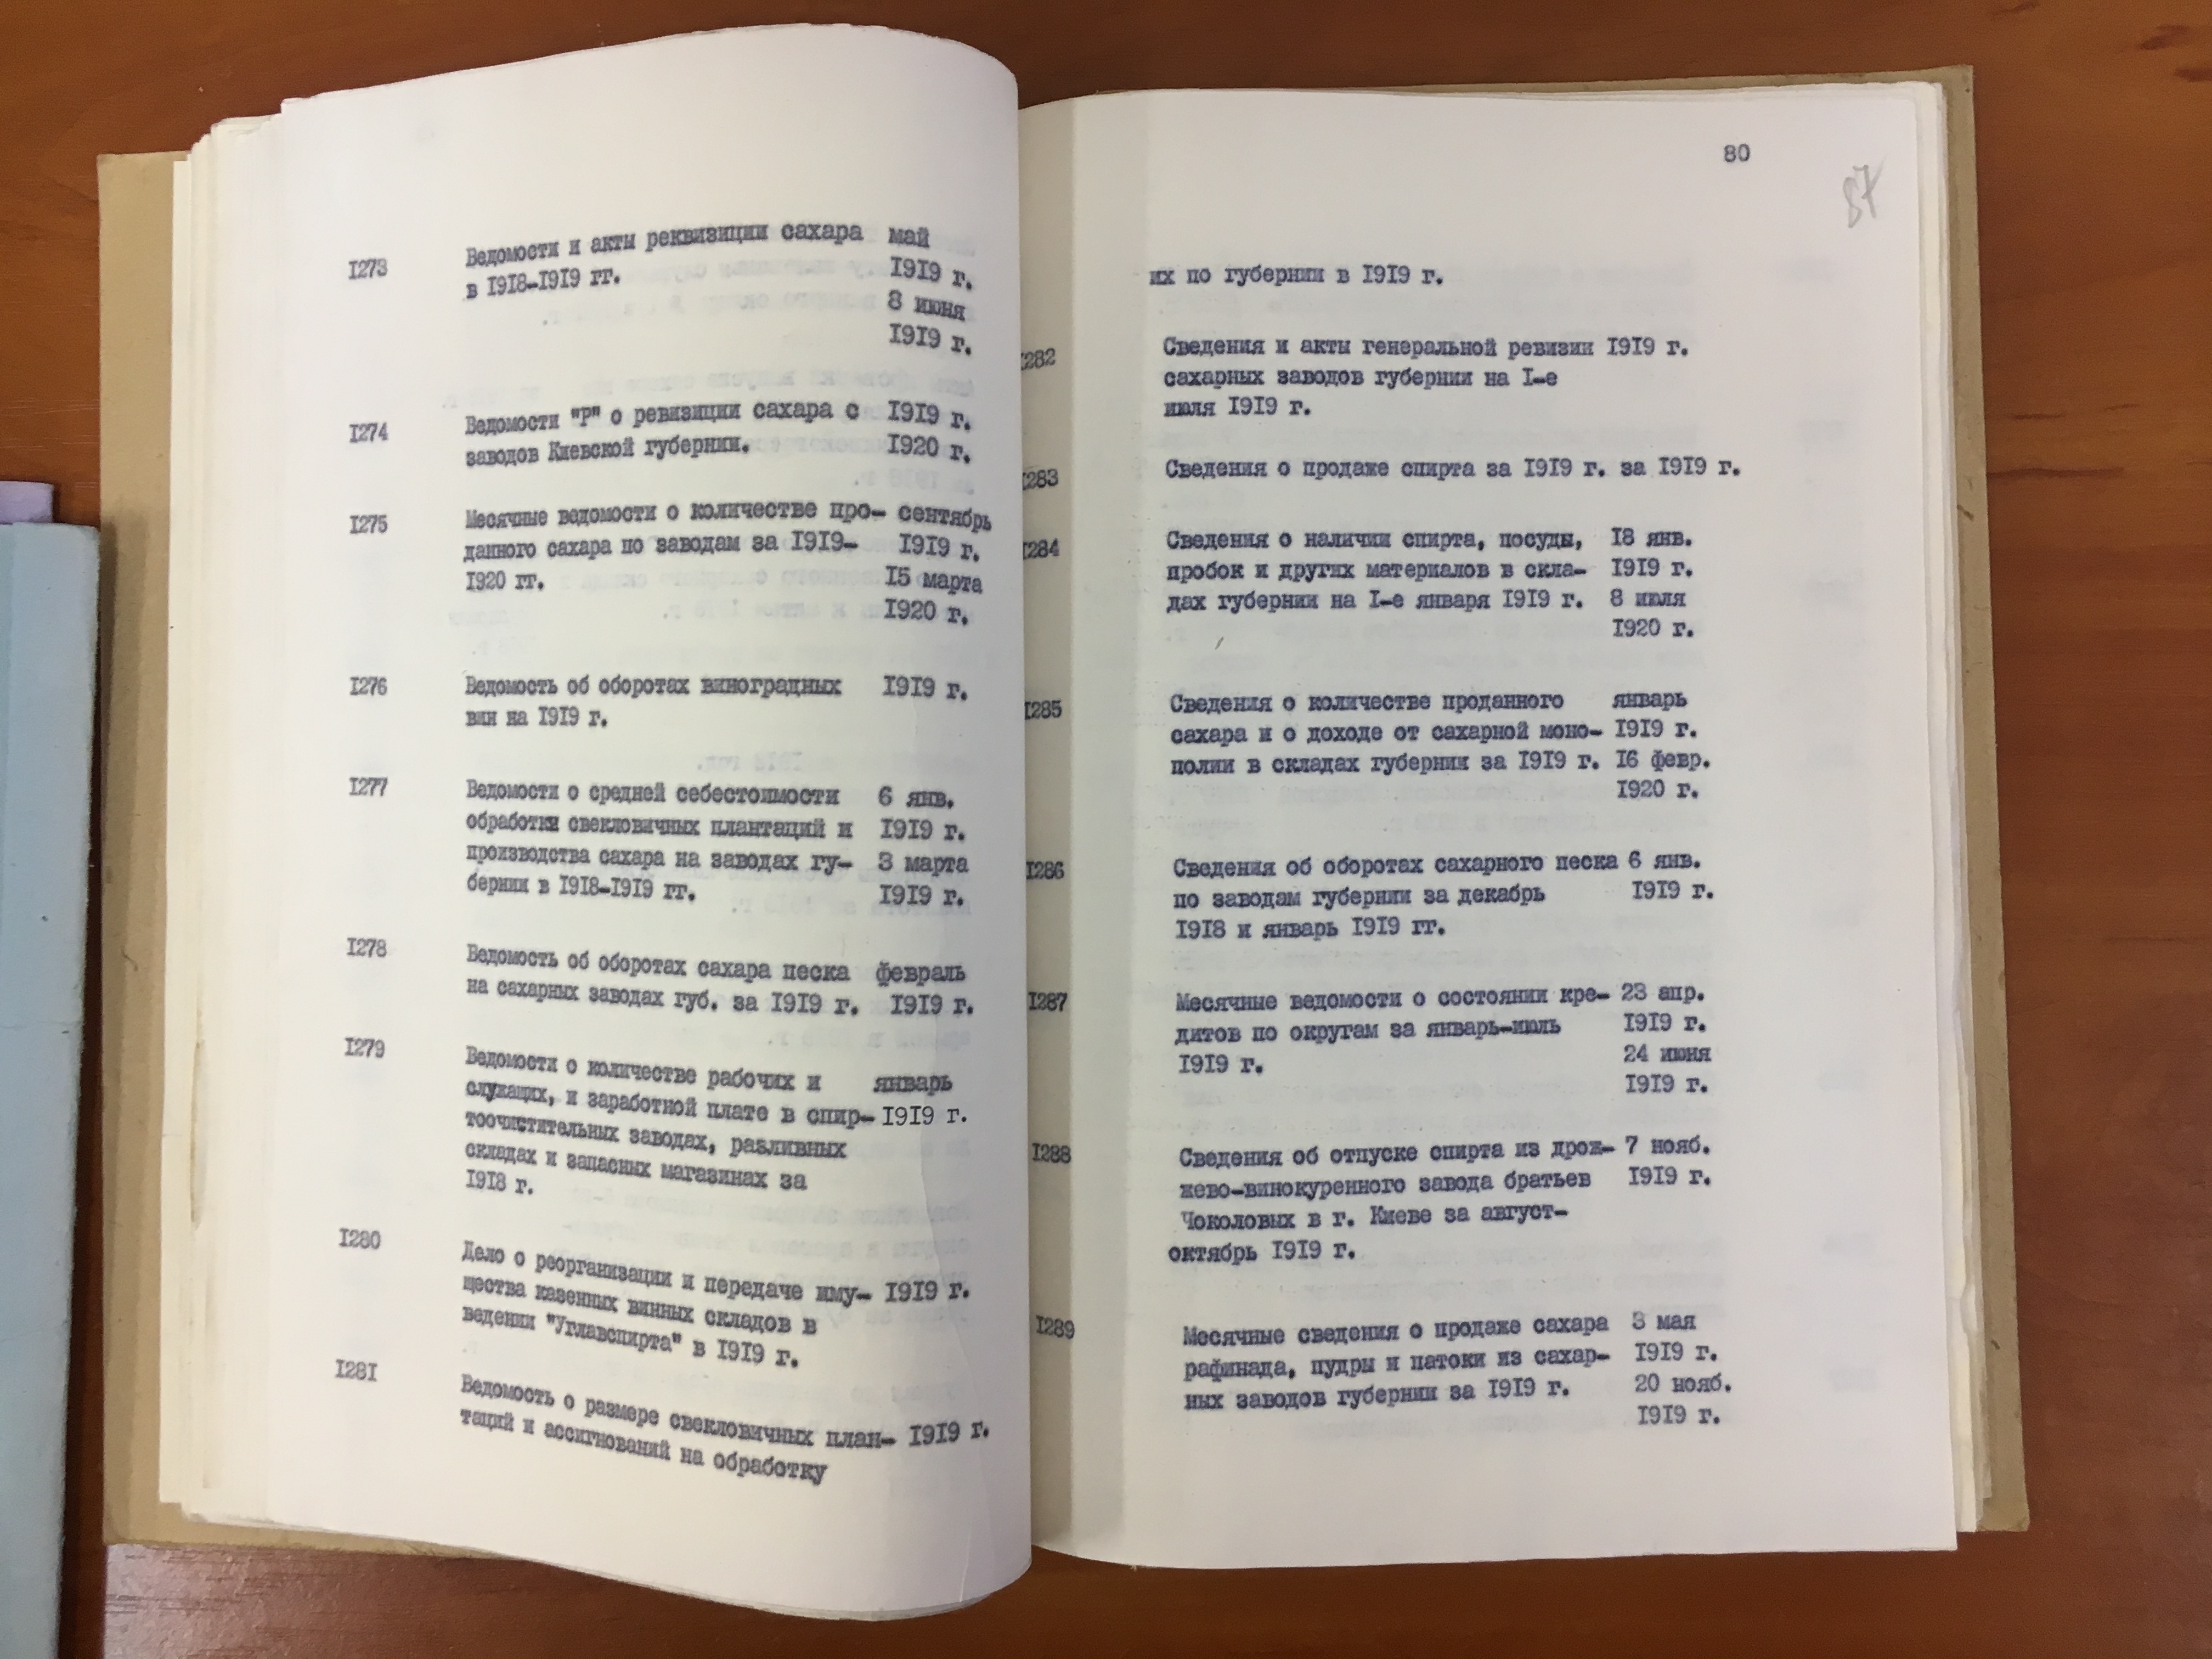 1273 Ведомости и акты реквизиции сахара май
в 1918-1919 гг. 1919 г.
8 июня
1919 г.
1274 Ведомости "Р" о ревизиции сахара с 1919 г.
заводов Киевской губернии. 1920 г.
1275 Месячные ведомости о количестве про- сентябрь
данного сахара по заводам за 1919- 1919 г.
1920 гг. 15 марта
1920 г.
1276 Ведомость об оборотах виноградных 1919 г.
вин на 1919 г.
1277 Ведомости о средней себестоимости 6 янв.
обработки свекловичных плантаций и 1919 г.
производства сахара на заводах гу- 3 марта
бернии в 1918-1919 гг. 1919 г.
1278 Ведомость об оборотах сахара песка февраль
на сахарных заводах губ. за 1919 г. 1919 г.
1279 Ведомости о количестве рабочих и январь
служащих, и заработной плате в спир- 1919 г.
тоочистительных заводах, разливных
складах и запасных магазинах за
1918 г.
1280 Дело о реорганизации и передаче иму- 1919 г.
щества казенных винных складов в
ведении "Углавспирта" в 1919 г.
1281 Ведомость о размере свекловичных план- 1919 г.
таций и ассигнований на обработку
80
87
их по губернии в 1919 г.
1282 Сведения и акты генеральной ревизии 1919 г.
сахарных заводов губернии на 1-е
июля 1919 г.
1283 Сведения о продаже спирта за 1919 г. за 1919 г.
1284 Сведения о наличии спирта, посуды, 18 янв.
пробок и других материалов в скла- 1919 г.
дах губернии на 1-е января 1919 г. 8 июля
1920 г.
1285 Сведения о количестве проданного январь
сахара и о доходе от сахарной моно- 1919 г.
полии в складах губернии за 1919 г. 16 февр.
1920 г.
1286 Сведения об оборотах сахарного песка 6 янв.
по заводам губернии за декабрь 1919 г.
1918 и январь 1919 гг.
1287 Месячные ведомости о состоянии кре- 23 апр.
дитов по округам за январь-июль 1919 г.
1919 г. 24 июня
1919 г.
1288 Сведения об отпуске спирта из дрож- 7 нояб.
жево-винокуренного завода братьев 1919 г.
Чоколовых в г. Киеве за август-
октябрь 1919 г.
1289 Месячные сведения о продаже сахара 3 мая
рафинада, пудры и патоки из сахар- 1919 г.
ных заводов губернии за 1919 г. 20 нояб.
1919 г.